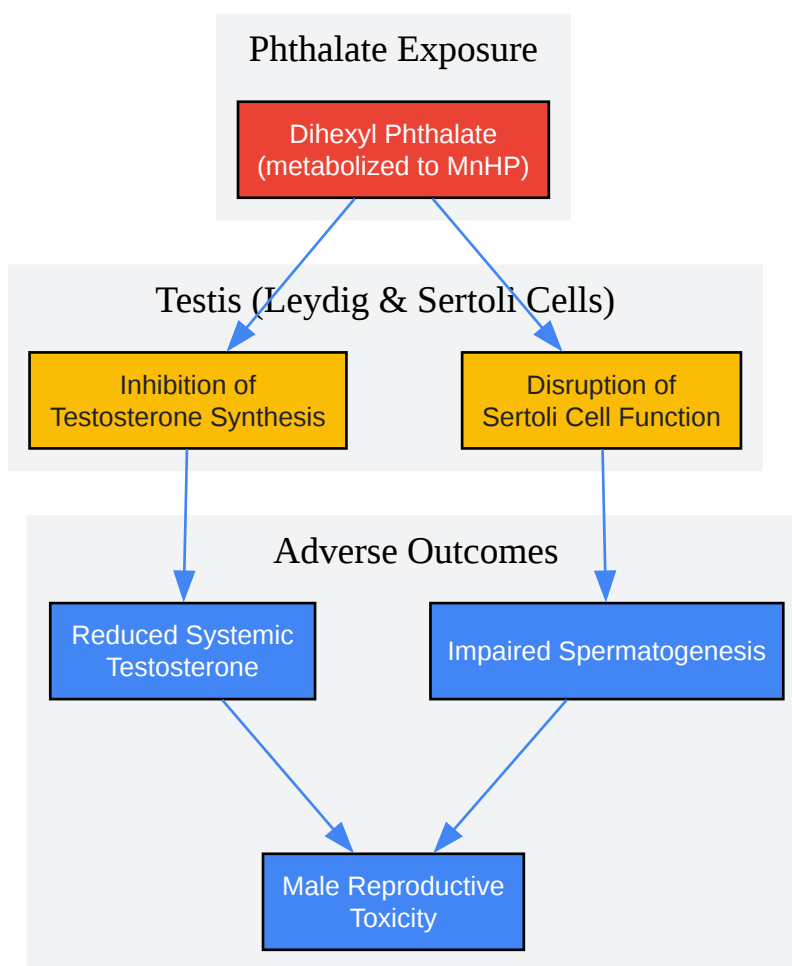 Phthalate Exposure
Dihexyl Phthalate
(metabolized to MnHP)
Testis (Leydig & Sertoli Cells)
Inhibition of
Testosterone Synthesis
Disruption of
Sertoli Cell Function
Adverse Outcomes
Reduced Systemic
Testosterone
Impaired Spermatogenesis
Male Reproductive
Toxicity